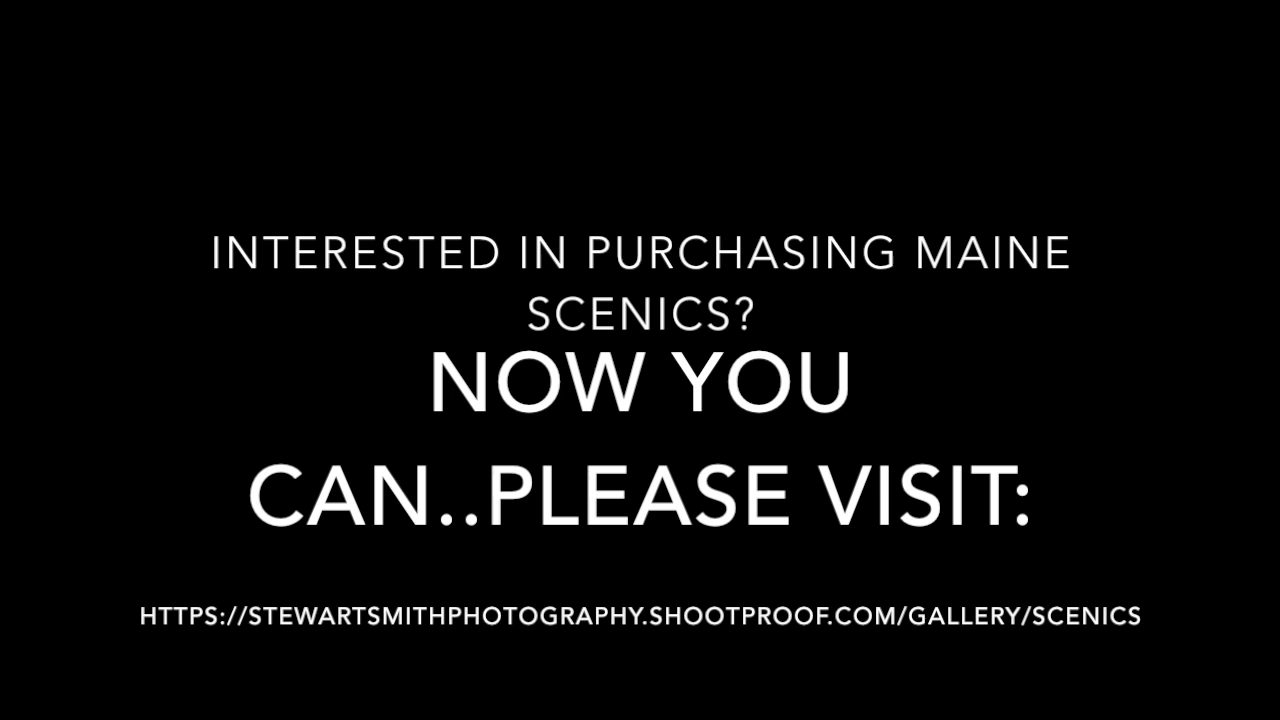 INTERESTED IN PURCHASING MAINE
SCENICS?
NOW YOU
CAN..PLEASE VISIT:
HTTPS://STEWARTSMITHPHOTOGRAPHY.SHOOTPROOF.COM/GALLERY/SCENICS